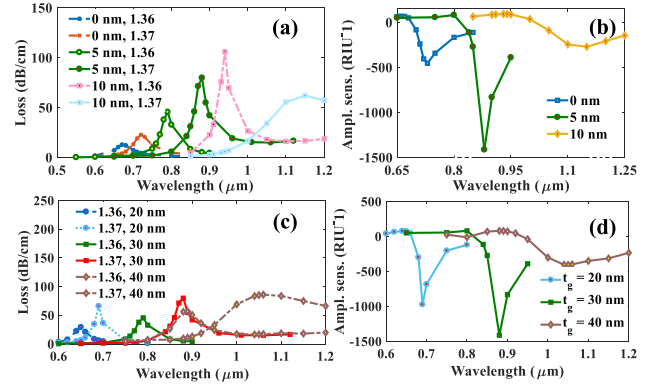 (a)
Loss (dB/cm)
250
200
150
100
50
0
0 nm, 1.36
0 nm, 1.37
5 nm, 1.36
5 nm, 1.37
10 nm, 1.36
10 nm, 1.37
0.5 0.6 0.7 0.8 0.9 1 1.1 1.2
Wavelength ( μm)
(b)
Ampl. sens. (RIU⁻1)
500
0
-500
-1000
-1500
0 nm
5 nm
10 nm
0.65 0.75 0.85 0.95 1.05 1.15 1.25
Wavelength ( μm)
(c)
Loss (dB/cm)
250
200
150
100
50
0
1.36, 20 nm
1.37, 20 nm
1.36, 30 nm
1.37, 30 nm
1.36, 40 nm
1.37, 40 nm
0.6 0.7 0.8 0.9 1 1.1 1.2
Wavelength ( μm)
(d)
Ampl. sens. (RIU⁻1)
500
0
-500
-1000
-1500
tg = 20 nm
tg = 30 nm
tg = 40 nm
0.6 0.7 0.8 0.9 1 1.1 1.2
Wavelength ( μm)